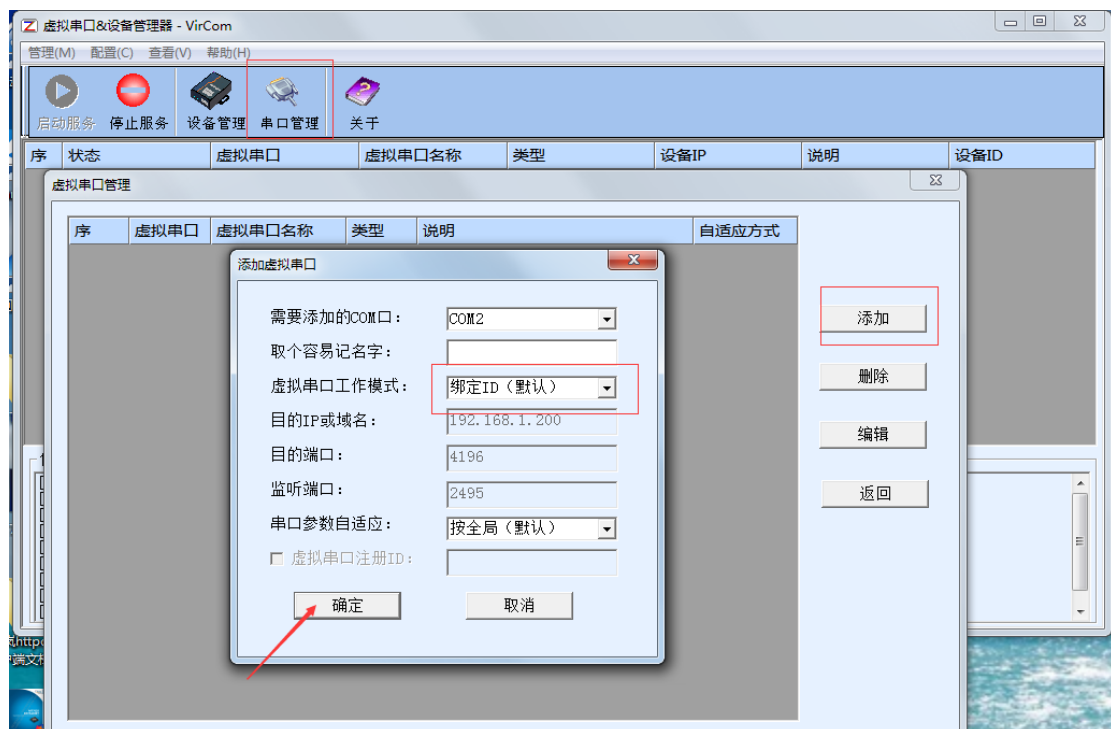 虚拟串口&设备管理器 - VirCom
管理(M) 配置(C) 查看(V) 帮助(H)
启动服务 停止服务 设备管理 串口管理 关于
序 状态 虚拟串口 虚拟串口名称 类型 设备IP 说明 设备ID
虚拟串口管理
序 虚拟串口 虚拟串口名称 类型 说明 自适应方式
添加虚拟串口
需要添加的COM口： COM2
添加
取个容易记名字：
虚拟串口工作模式： 绑定ID（默认）
删除
目的IP或域名： 192.168.1.200
编辑
目的端口： 4196
监听端口： 2495
返回
串口参数自适应： 按全局（默认）
虚拟串口注册ID：
确定 取消